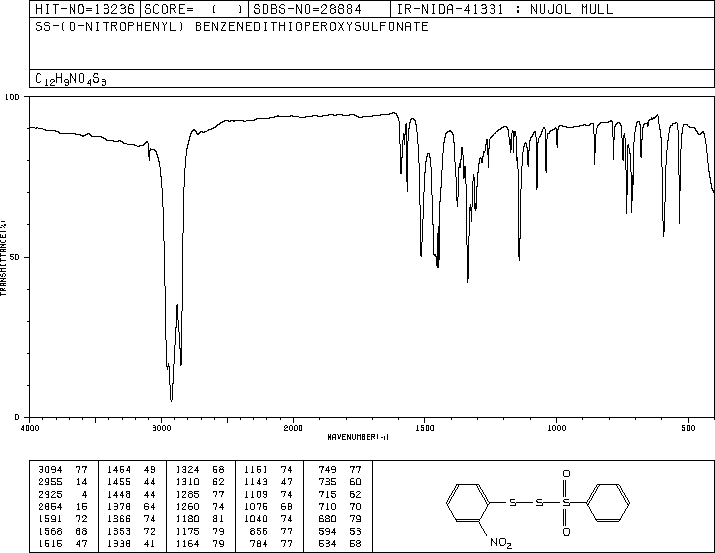 HIT-NO=13236 SCORE= ( ) SDBS-NO=28884 IR-NIDA-41331 : NUJOL MULL
SS-(O-NITROPHENYL) BENZENEDITHIOPEROXYSULFONATE
C12H9NO4S3
100
50
0
TRANSMITTANCE(%)
4000 3000 2000 1500 1000 500
WAVENUMBER(-1)
3094 77 1464 49 1324 68 1161 74 749 77
2955 14 1455 44 1310 62 1143 47 735 60
2925 4 1448 44 1285 77 1109 74 715 62
2854 15 1378 64 1260 74 1076 68 710 70
1591 72 1366 74 1180 81 1040 74 680 79
1568 68 1353 72 1175 79 856 77 594 53
1515 47 1338 41 1164 79 784 77 534 58
O
S S S
O
NO2